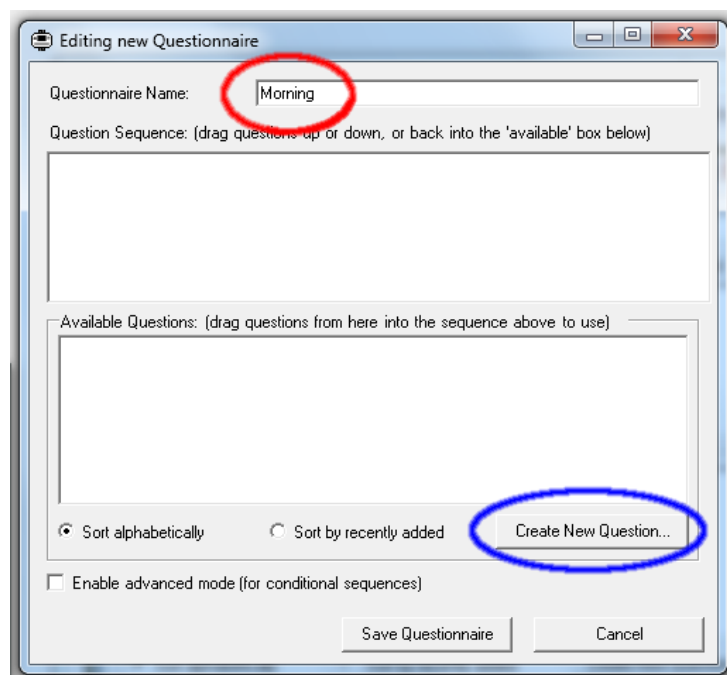 Editing new Questionnaire
Questionnaire Name: Morning
Question Sequence: (drag questions up or down, or back into the 'available' box below)
Available Questions: (drag questions from here into the sequence above to use)
Sort alphabetically Sort by recently added Create New Question...
Enable advanced mode (for conditional sequences)
Save Questionnaire Cancel